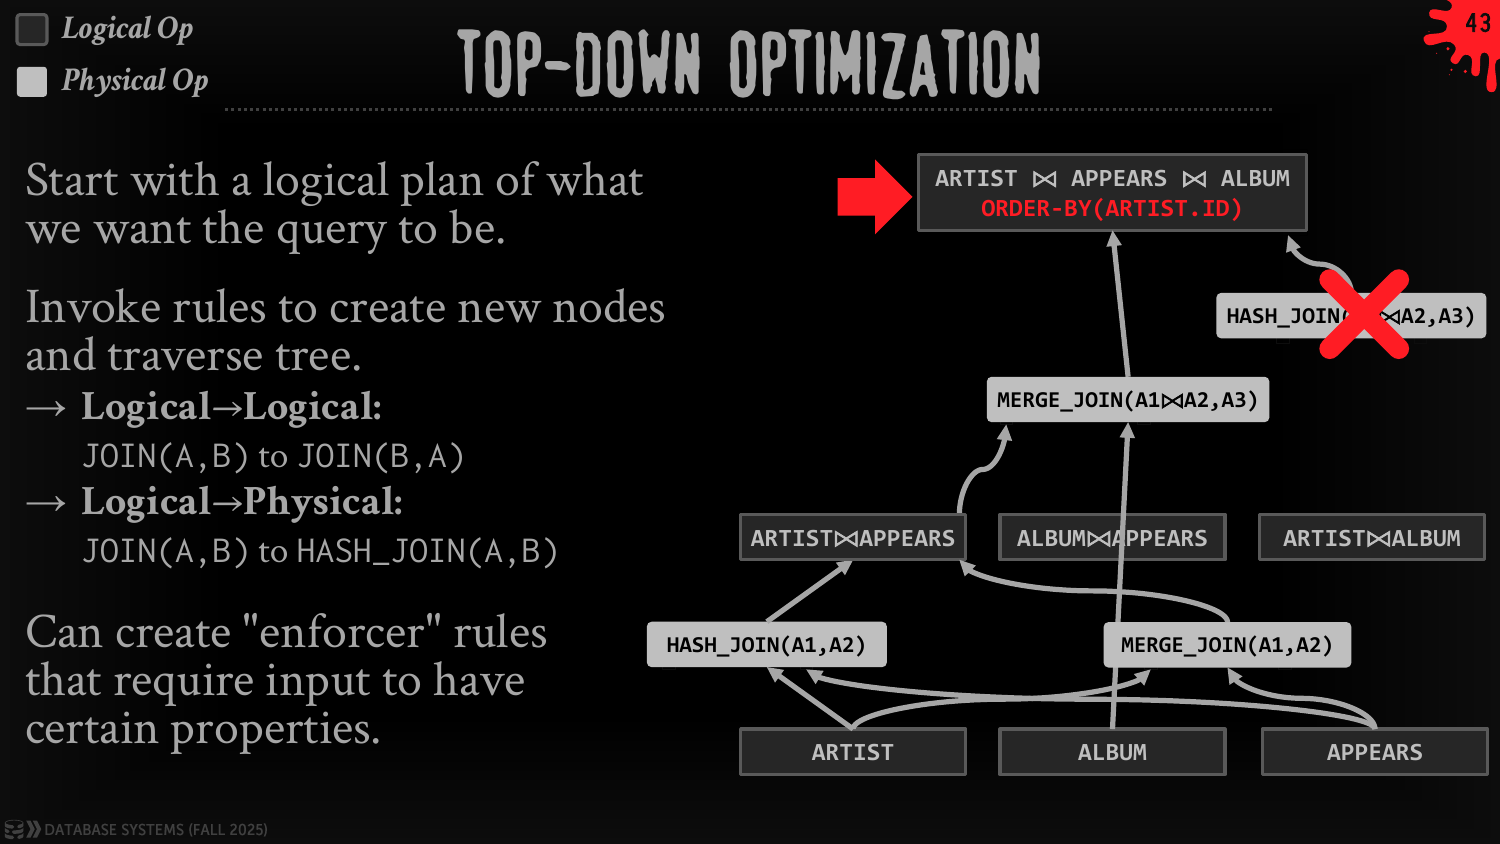 Logical Op
Physical Op
TOP-DOWN OPTIMIZATION
43
Start with a logical plan of what
we want the query to be.
Invoke rules to create new nodes
and traverse tree.
→ Logical→Logical:
JOIN(A,B) to JOIN(B,A)
→ Logical→Physical:
JOIN(A,B) to HASH_JOIN(A,B)
Can create "enforcer" rules
that require input to have
certain properties.
ARTIST ⋈ APPEARS ⋈ ALBUM
ORDER-BY(ARTIST.ID)
HASH_JOIN( ⋈A2,A3)
MERGE_JOIN(A1⋈A2,A3)
ARTIST⋈APPEARS
ALBUM⋈APPEARS
ARTIST⋈ALBUM
HASH_JOIN(A1,A2)
MERGE_JOIN(A1,A2)
ARTIST
ALBUM
APPEARS
DATABASE SYSTEMS (FALL 2025)